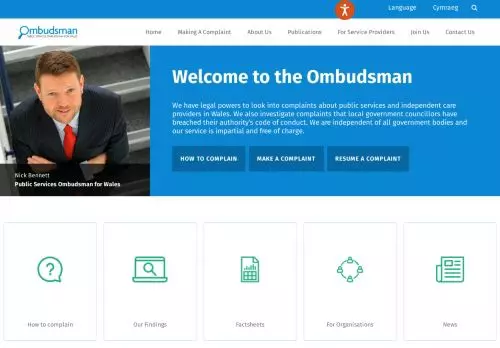 Language Cymraeg
Ombudsman
Home Making A Complaint About Us Publications For Service Providers Join Us Contact Us
Welcome to the Ombudsman
We have legal powers to look into complaints about public services and independent care
providers in Wales. We also investigate complaints that local government councillors have
breached their authority's code of conduct. We are independent of all government bodies and
our service is impartial and free of charge.
HOW TO COMPLAIN MAKE A COMPLAINT RESUME A COMPLAINT
Nick Bennett
Public Services Ombudsman for Wales
How to complain Our Findings Factsheets For Organisations News